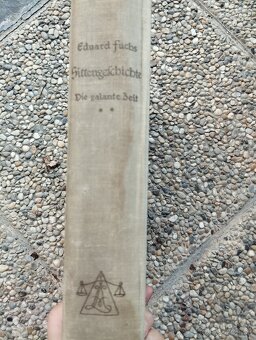 Eduard Fuchs
Sittengeschichte
Die galante Zeit
* *